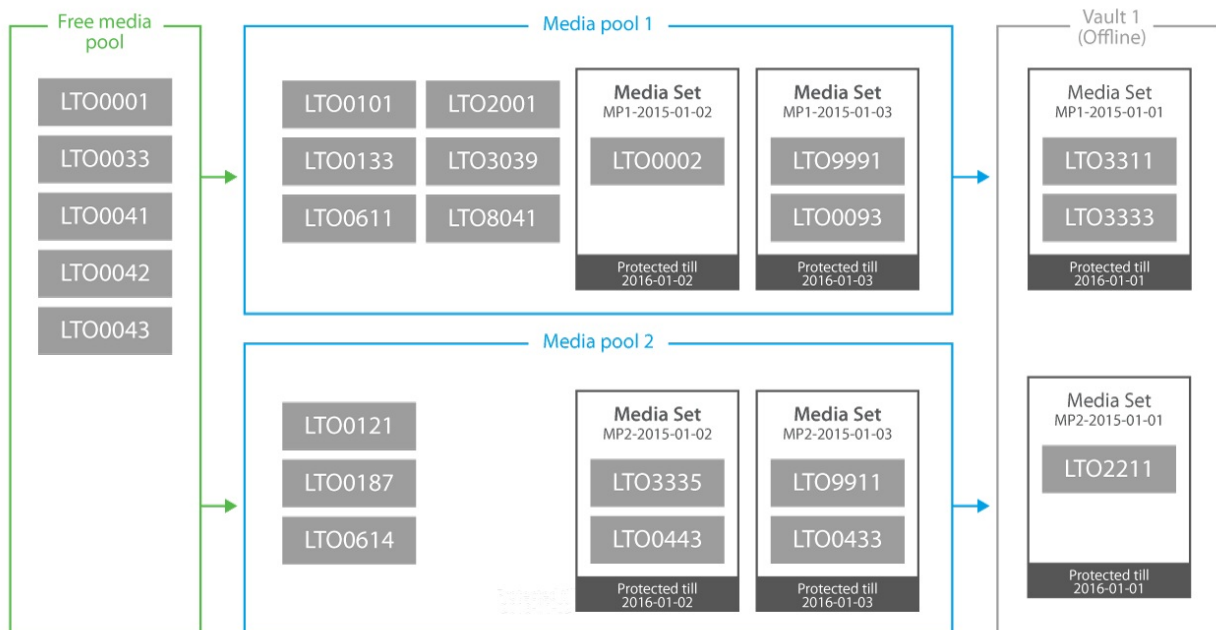 Free media
pool
LTO0001
LTO0033
LTO0041
LTO0042
LTO0043
Media pool 1
LTO0101
LTO2001
LTO0133
LTO3039
LTO0611
LTO8041
Media Set
MP1-2015-01-02
LTO0002
Protected till
2016-01-02
Media Set
MP1-2015-01-03
LTO9991
LTO0093
Protected till
2016-01-03
Media pool 2
LTO0121
LTO0187
LTO0614
Media Set
MP2-2015-01-02
LTO3335
LTO0443
Protected till
2016-01-02
Media Set
MP2-2015-01-03
LTO9911
LTO0433
Protected till
2016-01-03
Vault 1
(Offline)
Media Set
MP1-2015-01-01
LTO3311
LTO3333
Protected till
2016-01-01
Media Set
MP2-2015-01-01
LTO2211
Protected till
2016-01-01